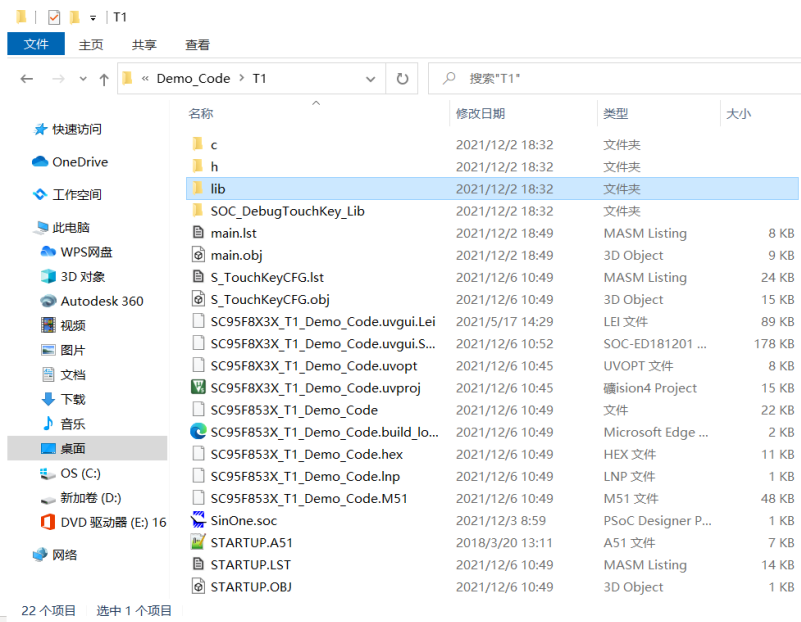 T1
文件 主页 共享 查看
« Demo_Code > T1 搜索"T1"
名称 修改日期 类型 大小
快速访问
OneDrive
工作空间
此电脑
WPS网盘
3D 对象
Autodesk 360
视频
图片
文档
下载
音乐
桌面
OS (C:)
新加卷 (D:)
DVD 驱动器 (E:) 16
网络
c 2021/12/2 18:32 文件夹
h 2021/12/2 18:32 文件夹
lib 2021/12/2 18:32 文件夹
SOC_DebugTouchKey_Lib 2021/12/2 18:32 文件夹
main.lst 2021/12/2 18:49 MASM Listing 8 KB
main.obj 2021/12/2 18:49 3D Object 9 KB
S_TouchKeyCFG.lst 2021/12/6 10:49 MASM Listing 24 KB
S_TouchKeyCFG.obj 2021/12/6 10:49 3D Object 15 KB
SC95F8X3X_T1_Demo_Code.uvgui.Lei 2021/5/17 14:29 LEI 文件 89 KB
SC95F8X3X_T1_Demo_Code.uvgui.S... 2021/12/6 10:52 SOC-ED181201 ... 178 KB
SC95F8X3X_T1_Demo_Code.uvopt 2021/12/6 10:45 UVOPT 文件 8 KB
SC95F8X3X_T1_Demo_Code.uvproj 2021/12/6 10:45 礦ision4 Project 15 KB
SC95F853X_T1_Demo_Code 2021/12/6 10:49 文件 22 KB
SC95F853X_T1_Demo_Code.build_lo... 2021/12/6 10:49 Microsoft Edge ... 2 KB
SC95F853X_T1_Demo_Code.hex 2021/12/6 10:49 HEX 文件 11 KB
SC95F853X_T1_Demo_Code.lnp 2021/12/6 10:49 LNP 文件 1 KB
SC95F853X_T1_Demo_Code.M51 2021/12/6 10:49 M51 文件 48 KB
SinOne.soc 2021/12/3 8:59 PSoC Designer P... 1 KB
STARTUP.A51 2018/3/20 13:11 A51 文件 7 KB
STARTUP.LST 2021/12/6 10:49 MASM Listing 14 KB
STARTUP.OBJ 2021/12/6 10:49 3D Object 1 KB
22 个项目 选中 1 个项目